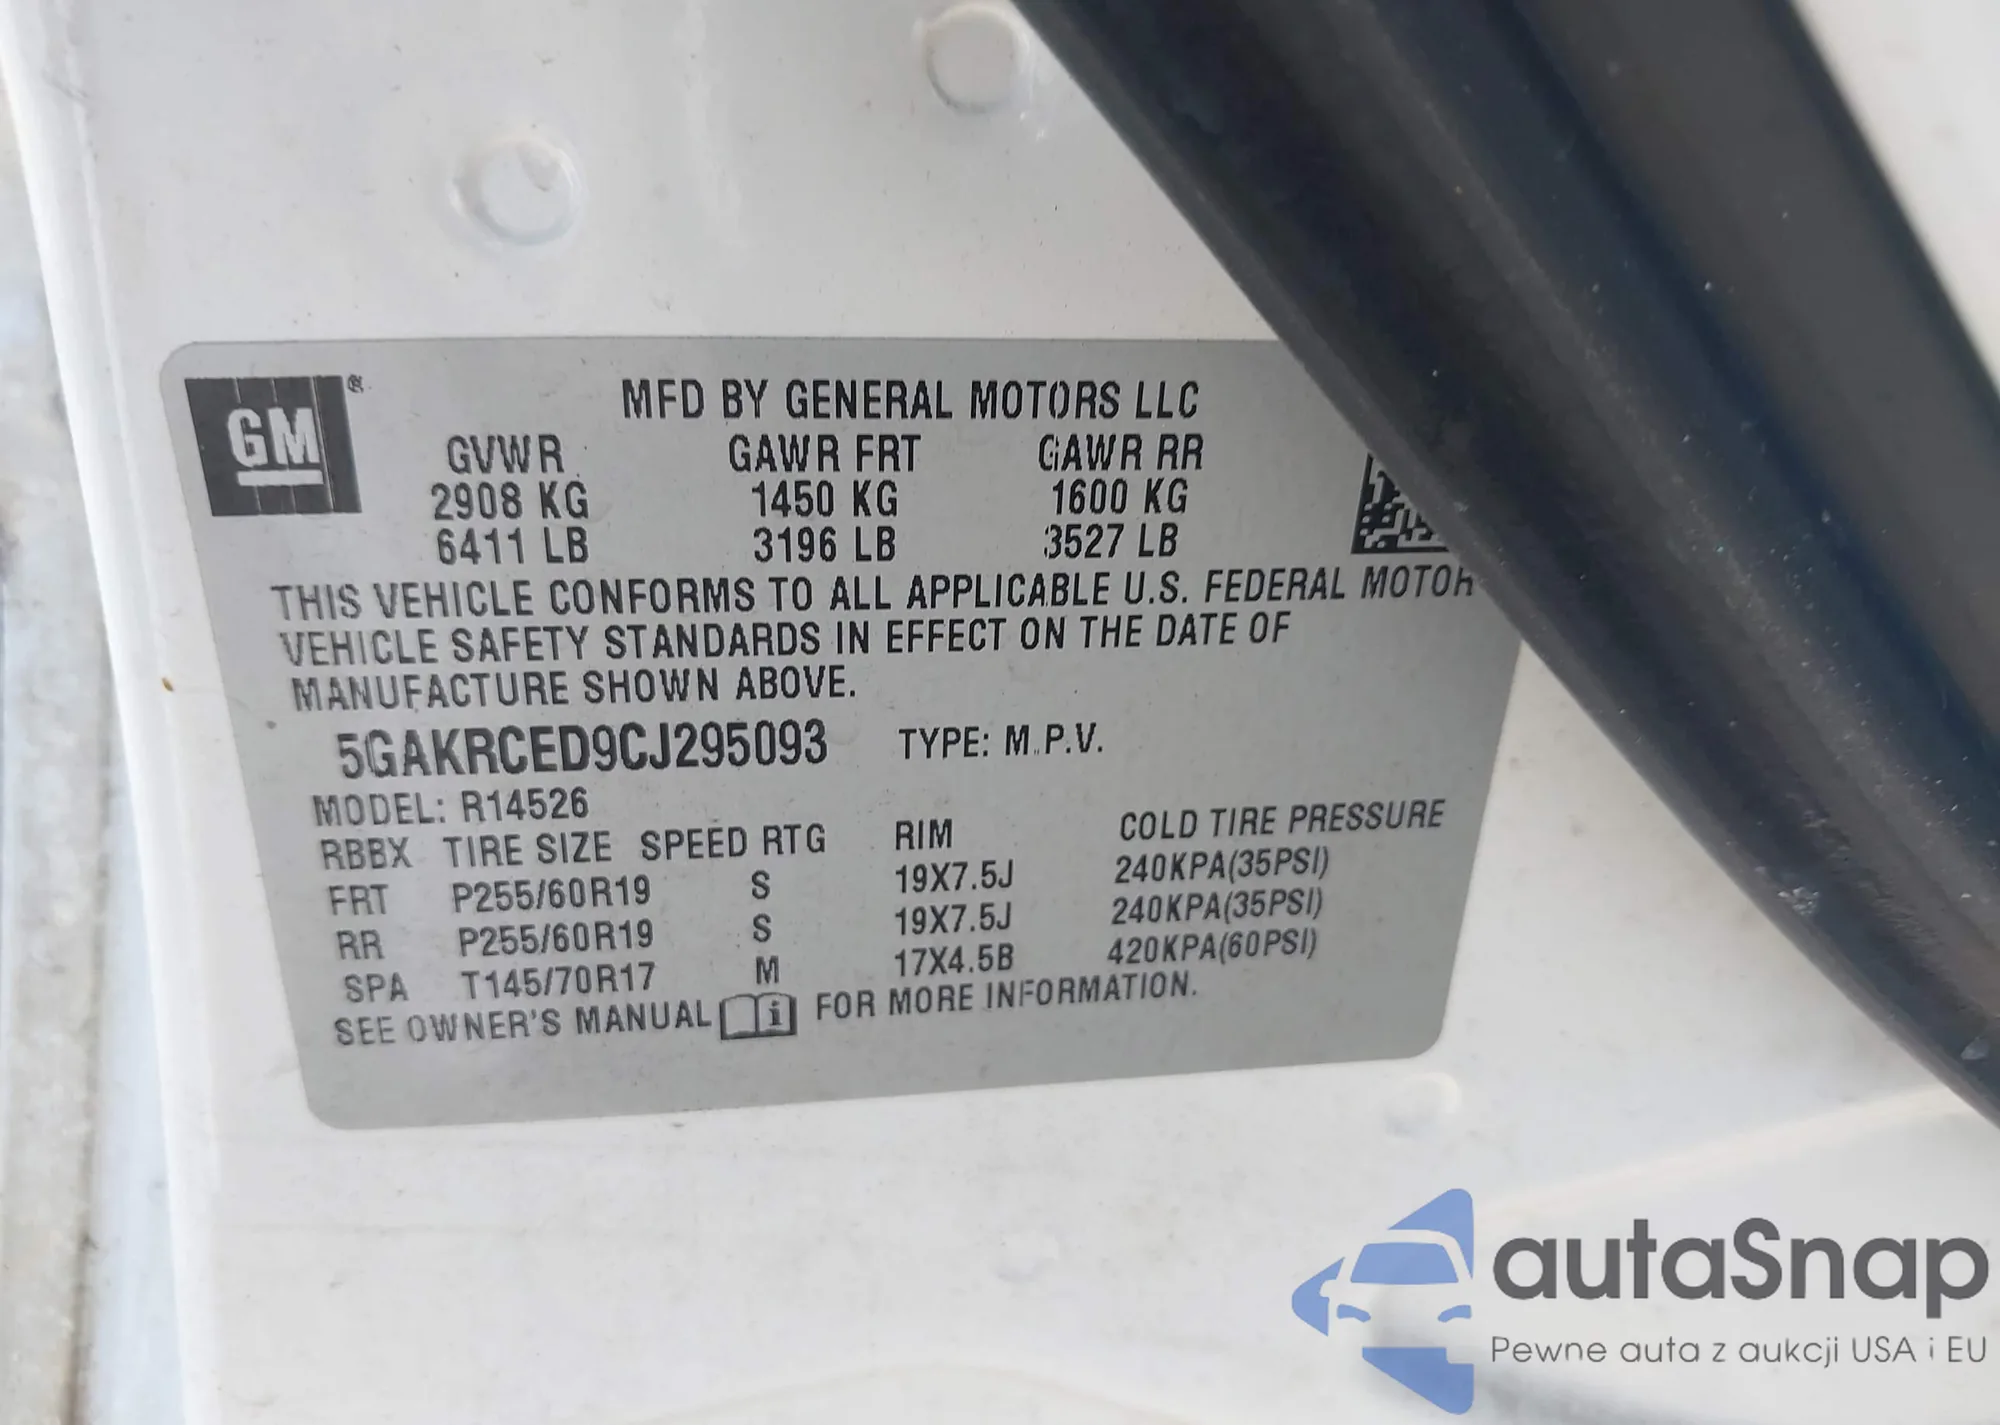 GM ®
MFD BY GENERAL MOTORS LLC
GVWR GAWR FRT GAWR RR
2908 KG 1450 KG 1600 KG
6411 LB 3196 LB 3527 LB
THIS VEHICLE CONFORMS TO ALL APPLICABLE U.S. FEDERAL MOTOR
VEHICLE SAFETY STANDARDS IN EFFECT ON THE DATE OF
MANUFACTURE SHOWN ABOVE.
5GAKRCED9CJ295093 TYPE: M.P.V.
MODEL: R14526
RBBX TIRE SIZE SPEED RTG RIM COLD TIRE PRESSURE
FRT P255/60R19 S 19X7.5J 240KPA(35PSI)
RR P255/60R19 S 19X7.5J 240KPA(35PSI)
SPA T145/70R17 M 17X4.5B 420KPA(60PSI)
SEE OWNER'S MANUAL i FOR MORE INFORMATION.
autaSnap
Pewne auta z aukcji USA i EU